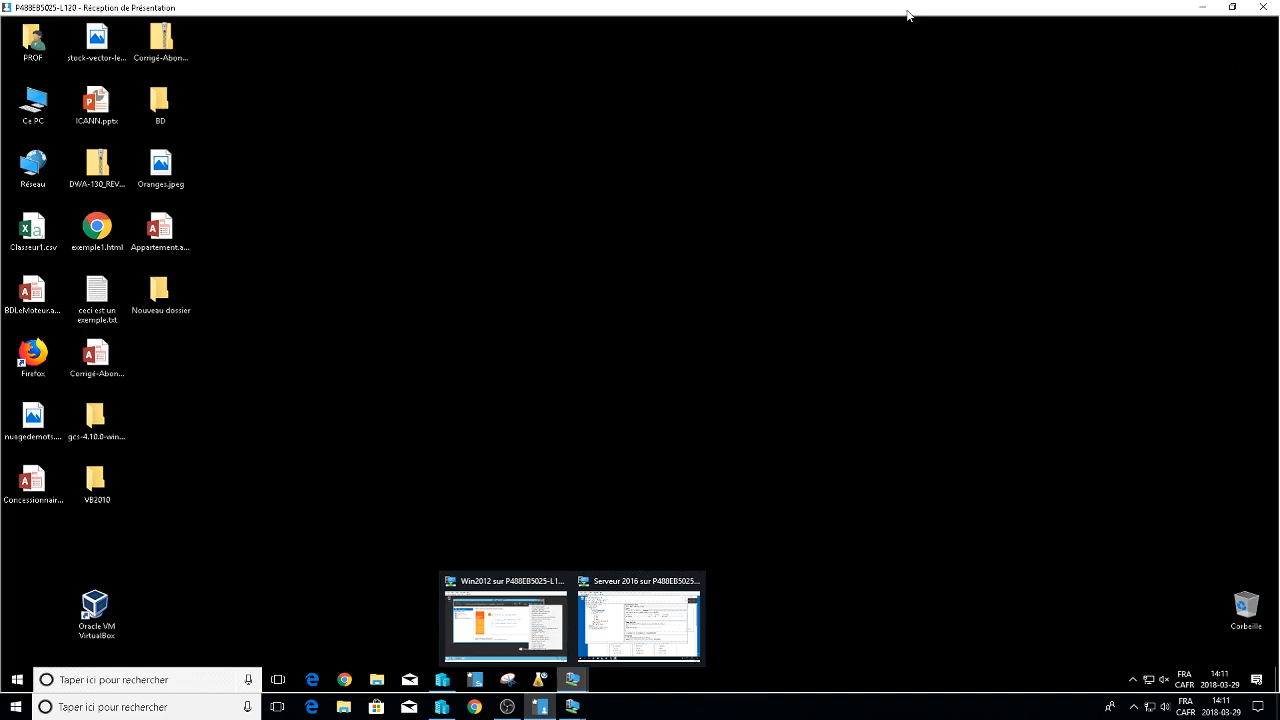 P488EB5025-L120 - Réception de Présentation
PROF
stock-vector-le...
Corrigé-Abon...
Ce PC
ICANN.pptx
BD
Réseau
DWA-130_REV...
Oranges.jpeg
Classeur1.csv
exemple1.html
Appartement.a...
BDLeMoteur.a...
ceci est un
exemple.txt
Nouveau dossier
Firefox
Corrigé-Abon...
nuagedemots....
gcs-4.10.0-win...
Concessionnair...
VB2010
Oracle VM
VirtualBox
Corbeille
Win2012 sur P488EB5025-L1...
Serveur 2016 sur P488EB5025...
Taper ici pour rechercher
FRA
CAFR
14:11
2018-03-29
Taper ici pour rechercher
FRA
CAFR
14:11
2018-03-29